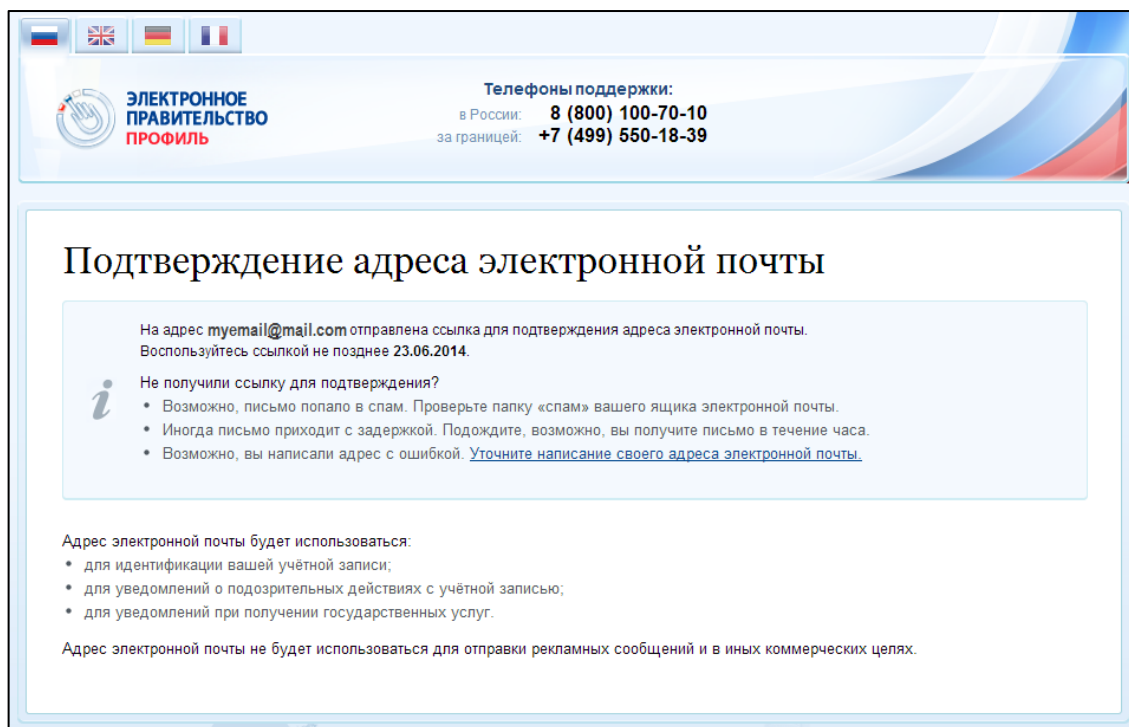 ЭЛЕКТРОННОЕ
ПРАВИТЕЛЬСТВО
ПРОФИЛЬ
Телефоны поддержки:
в России: 8 (800) 100-70-10
за границей: +7 (499) 550-18-39
Подтверждение адреса электронной почты
На адрес myemail@mail.com отправлена ссылка для подтверждения адреса электронной почты.
Воспользуйтесь ссылкой не позднее 23.06.2014.
Не получили ссылку для подтверждения?
• Возможно, письмо попало в спам. Проверьте папку «спам» вашего ящика электронной почты.
• Иногда письмо приходит с задержкой. Подождите, возможно, вы получите письмо в течение часа.
• Возможно, вы написали адрес с ошибкой. Уточните написание своего адреса электронной почты.
Адрес электронной почты будет использоваться:
• для идентификации вашей учётной записи;
• для уведомлений о подозрительных действиях с учётной записью;
• для уведомлений при получении государственных услуг.
Адрес электронной почты не будет использоваться для отправки рекламных сообщений и в иных коммерческих целях.